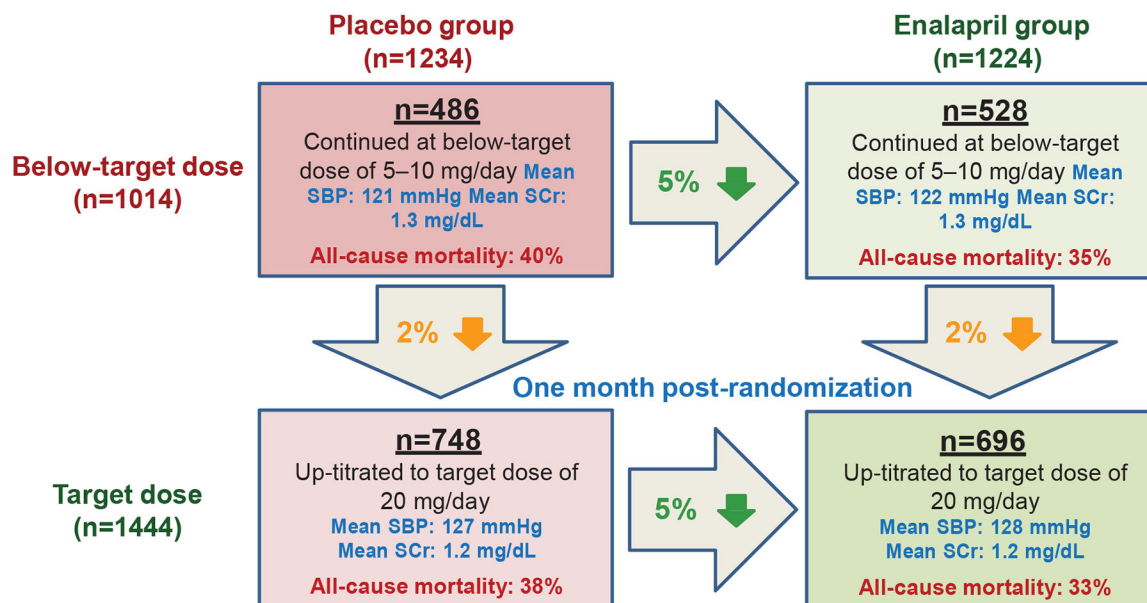 Placebo group
(n=1234)
Enalapril group
(n=1224)
Below-target dose
(n=1014)
n=486
Continued at below-target
dose of 5–10 mg/day Mean
SBP: 121 mmHg Mean SCr:
1.3 mg/dL
All-cause mortality: 40%
5%
n=528
Continued at below-target
dose of 5–10 mg/day Mean
SBP: 122 mmHg Mean SCr:
1.3 mg/dL
All-cause mortality: 35%
2%
2%
One month post-randomization
Target dose
(n=1444)
n=748
Up-titrated to target dose of
20 mg/day
Mean SBP: 127 mmHg
Mean SCr: 1.2 mg/dL
All-cause mortality: 38%
5%
n=696
Up-titrated to target dose of
20 mg/day
Mean SBP: 128 mmHg
Mean SCr: 1.2 mg/dL
All-cause mortality: 33%